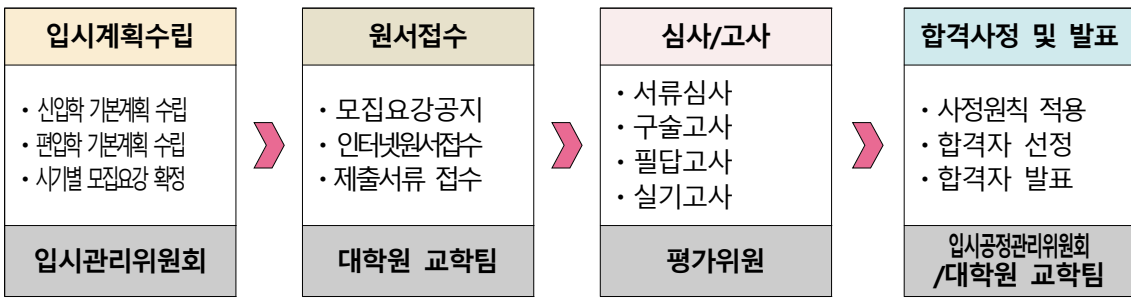 입시계획수립
· 신입학 기본계획 수립
· 편입학 기본계획 수립
· 시기별 모집요강 확정
입시관리위원회
원서접수
· 모집요강공지
· 인터넷원서접수
· 제출서류 접수
대학원 교학팀
심사/고사
· 서류심사
· 구술고사
· 필답고사
· 실기고사
평가위원
합격사정 및 발표
· 사정원칙 적용
· 합격자 선정
· 합격자 발표
입시공정관리위원회
/대학원 교학팀